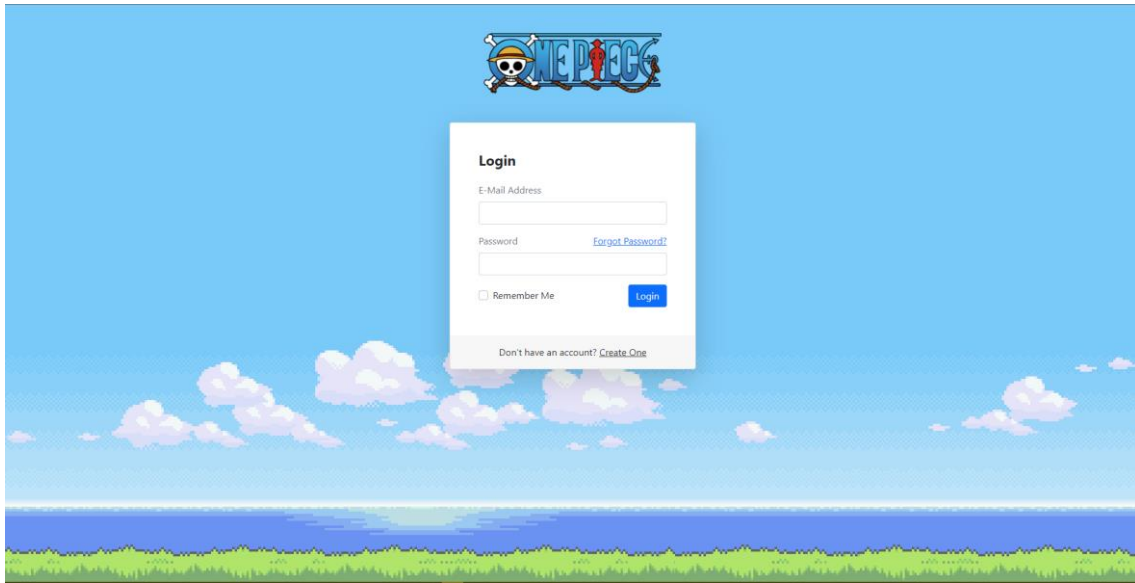 ONE PIECE
Login
E-Mail Address
Password Forgot Password?
Remember Me Login
Don't have an account? Create One